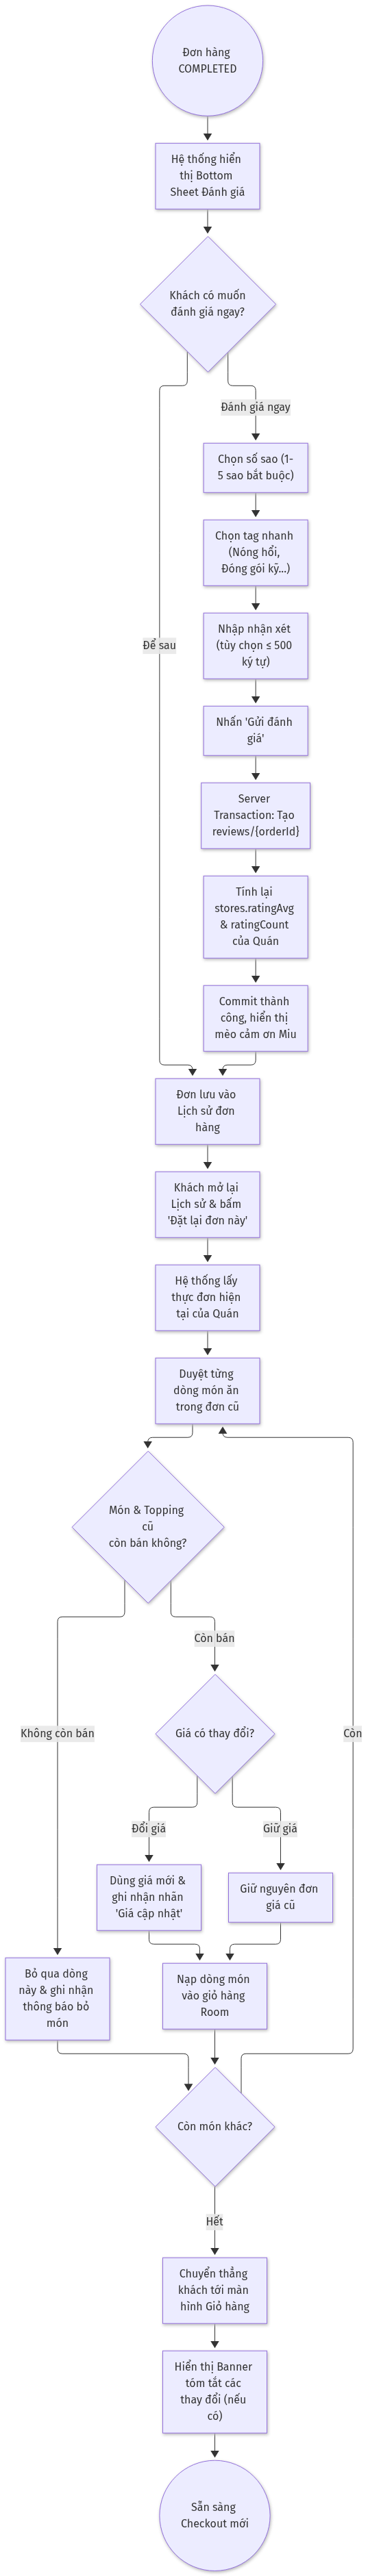 Đơn hàng
COMPLETED
Hệ thống hiển
thị Bottom
Sheet Đánh giá
Khách có muốn
đánh giá ngay?
Đánh giá ngay
Chọn số sao (1-
5 sao bắt buộc)
Chọn tag nhanh
(Nóng hổi,
Đóng gói kỹ...)
Nhập nhận xét
(tùy chọn ≤ 500
ký tự)
Để sau
Nhấn 'Gửi đánh
giá'
Server
Transaction: Tạo
reviews/{orderId}
Tính lại
stores.ratingAvg
& ratingCount
của Quán
Commit thành
công, hiển thị
mèo cảm ơn Miu
Đơn lưu vào
Lịch sử đơn
hàng
Khách mở lại
Lịch sử & bấm
'Đặt lại đơn này'
Hệ thống lấy
thực đơn hiện
tại của Quán
Duyệt từng
dòng món ăn
trong đơn cũ
Món & Topping
cũ
còn bán không?
Còn bán
Không còn bán
Giá có thay đổi?
Còn
Đổi giá
Giữ giá
Dùng giá mới &
ghi nhận nhãn
'Giá cập nhật'
Giữ nguyên đơn
giá cũ
Bỏ qua dòng
này & ghi nhận
thông báo bỏ
món
Nạp dòng món
vào giỏ hàng
Room
Còn món khác?
Hết
Chuyển thẳng
khách tới màn
hình Giỏ hàng
Hiển thị Banner
tóm tắt các
thay đổi (nếu
có)
Sẵn sàng
Checkout mới